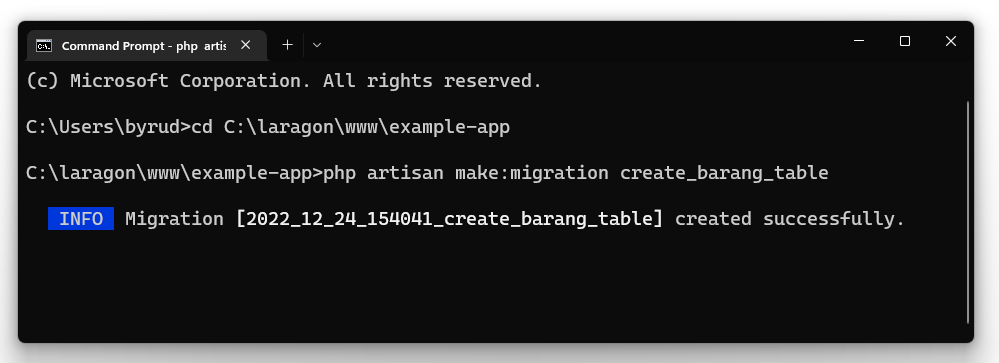 Command Prompt - php artis
(c) Microsoft Corporation. All rights reserved.
C:\Users\byrud>cd C:\laragon\www\example-app
C:\laragon\www\example-app>php artisan make:migration create_barang_table
INFO Migration [2022_12_24_154041_create_barang_table] created successfully.